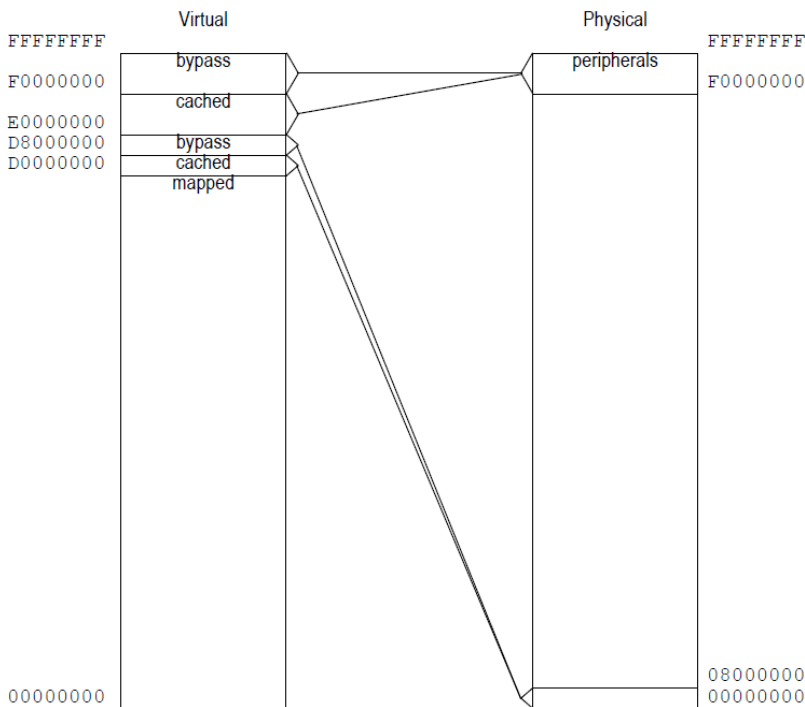 Virtual Physical
FFFFFFFF FFFFFFFF
bypass peripherals
F0000000 F0000000
cached
E0000000
D8000000 bypass
D0000000 cached
mapped
08000000
00000000 00000000